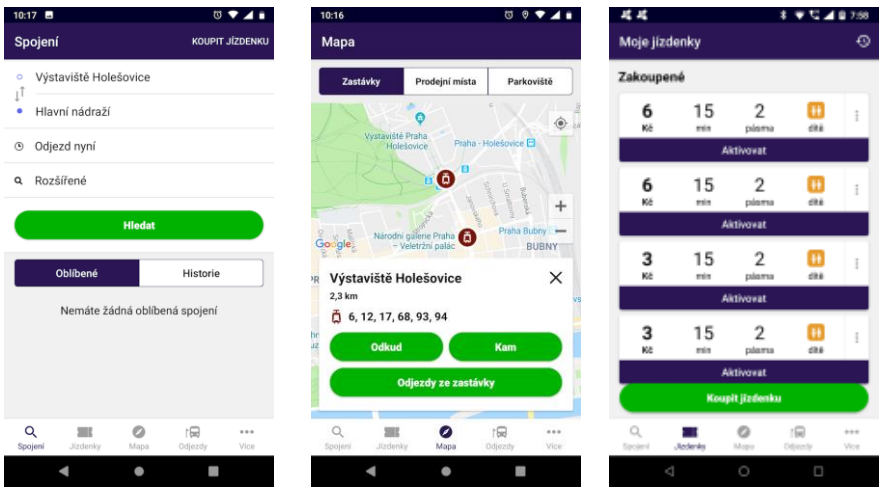 10:17
Spojení
KOUPIT JÍZDENKU
Výstaviště Holešovice
Hlavní nádraží
Odjezd nyní
Rozšířené
Hledat
Oblíbené
Historie
Nemáte žádná oblíbená spojení
Spojení
Jízdenky
Mapa
Odjezdy
Více
10:16
Mapa
Zastávky
Prodejní místa
Parkoviště
Výstaviště Praha
Holešovice
Praha - Holešovice
U Smaltovny
Bubenská
Národní galerie Praha
- Veletržní palác
Praha Bubny
BUBNY
Google
Výstaviště Holešovice
2,3 km
6, 12, 17, 68, 93, 94
Odkud
Kam
Odjezdy ze zastávky
Spojení
Jízdenky
Mapa
Odjezdy
Více
7:58
Moje jízdenky
Zakoupené
6 15 2
Kč min pásma dítě
Aktivovat
6 15 2
Kč min pásma dítě
Aktivovat
3 15 2
Kč min pásma dítě
Aktivovat
3 15 2
Kč min pásma dítě
Aktivovat
Koupit jízdenku
Spojení
Jízdenky
Mapa
Odjezdy
Více